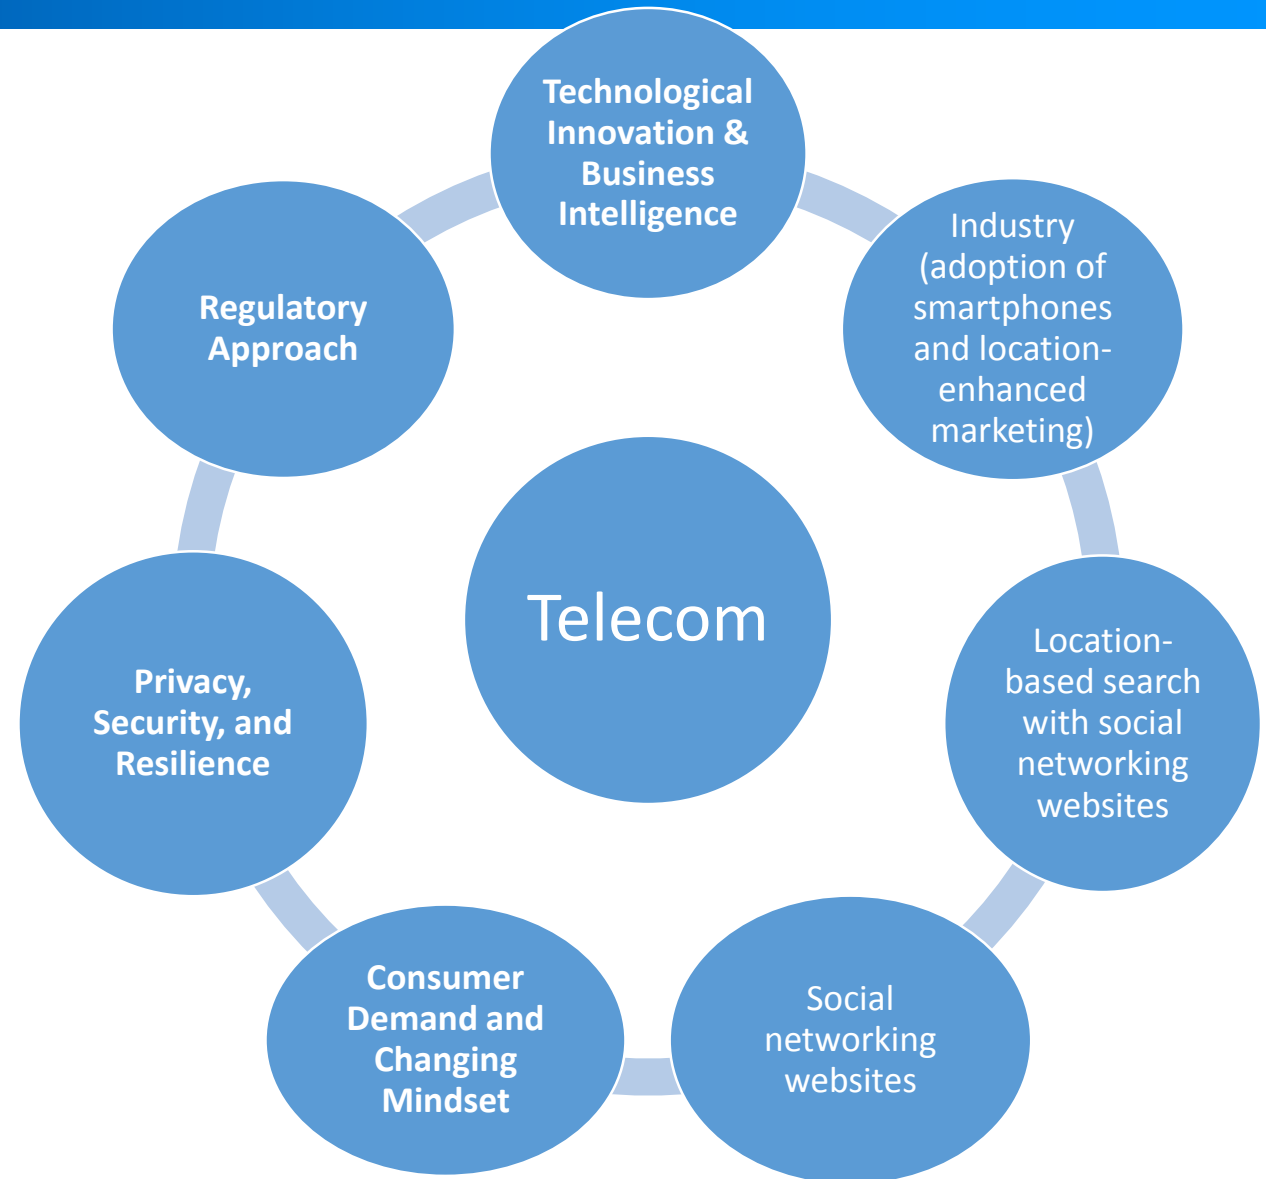 Technological
Innovation &
Business
Intelligence
Industry
(adoption of
smartphones
and location-
enhanced
marketing)
Location-
based search
with social
networking
websites
Social
networking
websites
Consumer
Demand and
Changing
Mindset
Privacy,
Security, and
Resilience
Regulatory
Approach
Telecom